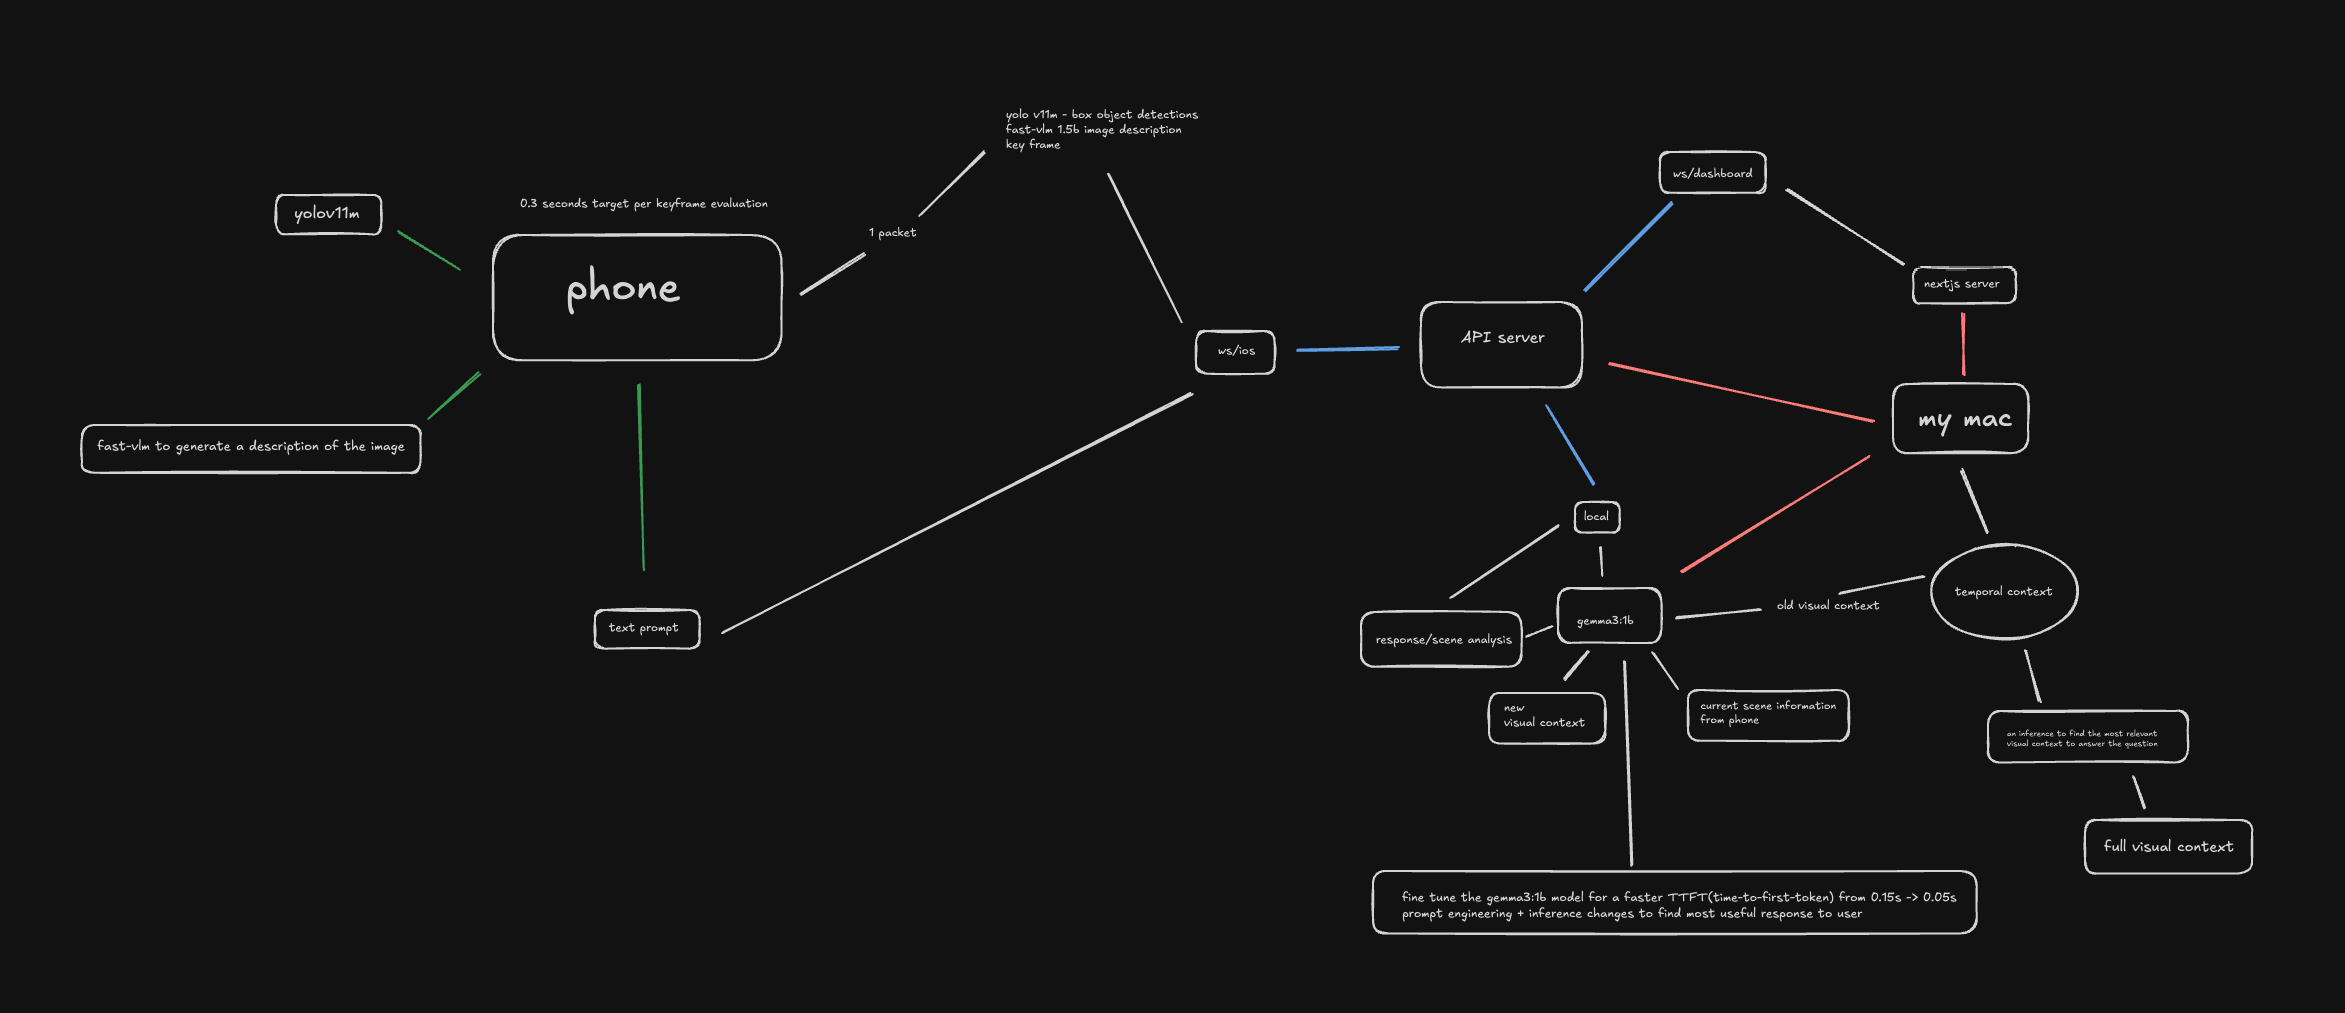 yolo v11m - box object detections
fast-vlm 1.5b image description
key frame
ws/dashboard
yolov11m
0.3 seconds target per keyframe evaluation
1 packet
phone
nextjs server
API server
ws/ios
my mac
fast-vlm to generate a description of the image
local
temporal context
old visual context
gemma3:1b
text prompt
response/scene analysis
new
visual context
current scene information
from phone
an inference to find the most relevant
visual context to answer the question
full visual context
fine tune the gemma3:1b model for a faster TTFT(time-to-first-token) from 0.15s -> 0.05s
prompt engineering + inference changes to find most useful response to user